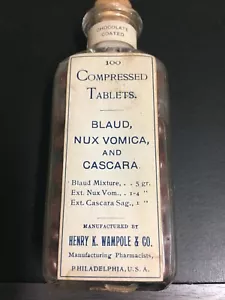 CHOCOLATE
COATED
100
COMPRESSED
TABLETS.
BLAUD,
NUX VOMICA,
AND
CASCARA
Blaud Mixture, . . 5 gr.
Ext. Nux Vom., . 1-4 "
Ext. Cascara Sag., 1 "
MANUFACTURED BY
HENRY K. WAMPOLE & CO.
Manufacturing Pharmacists,
PHILADELPHIA, U.S.A.